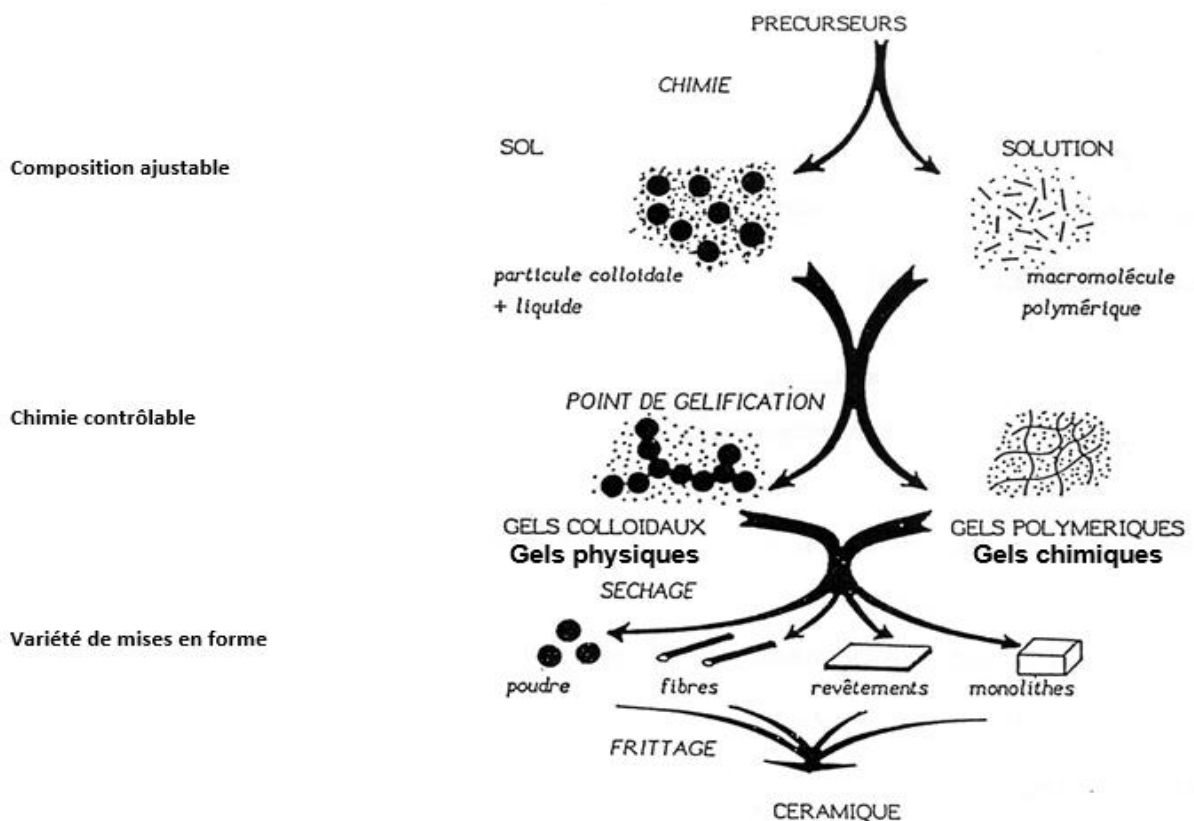 PRECURSEURS
CHIMIE
SOL
SOLUTION
Composition ajustable
particule colloidale
+ liquide
macromolécule
polymérique
POINT DE GELIFICATION
Chimie contrôlable
GELS COLLOIDAUX
Gels physiques
GELS POLYMERIQUES
Gels chimiques
SECHAGE
Variété de mises en forme
poudre
fibres
revêtements
monolithes
FRITTAGE
CERAMIQUE